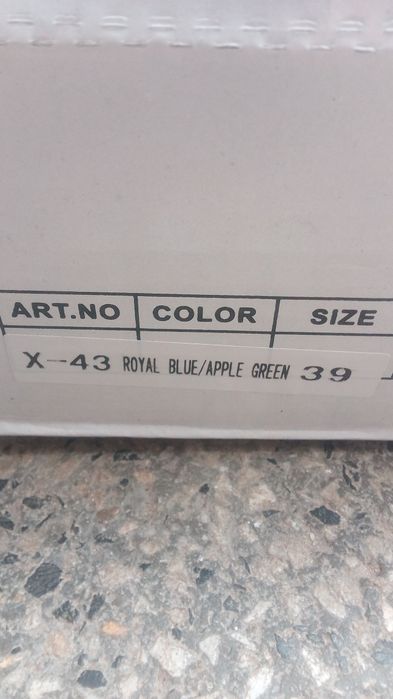 ART.NO COLOR SIZE
X-43 ROYAL BLUE/APPLE GREEN 39